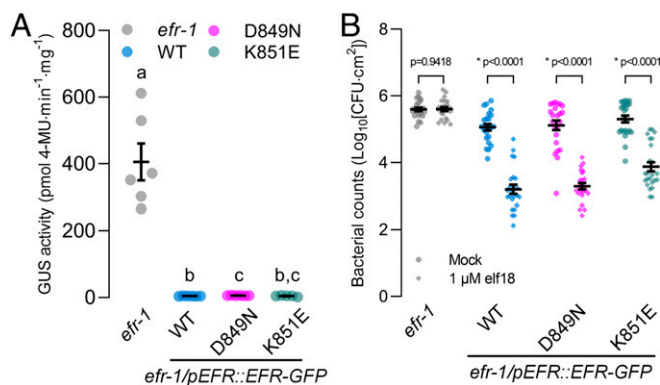 A
efr-1
WT
D849N
K851E
GUS activity (pmol 4-MU·min⁻¹·mg⁻¹)
800
600
400
200
0
a
b
c
b,c
efr-1
WT
D849N
K851E
efr-1/pEFR::EFR-GFP
B
Bacterial counts (Log₁₀[CFU·cm²])
8
6
4
2
0
p=0.9418
* p<0.0001
* p<0.0001
* p<0.0001
Mock
1 μM elf18
efr-1
WT
D849N
K851E
efr-1/pEFR::EFR-GFP